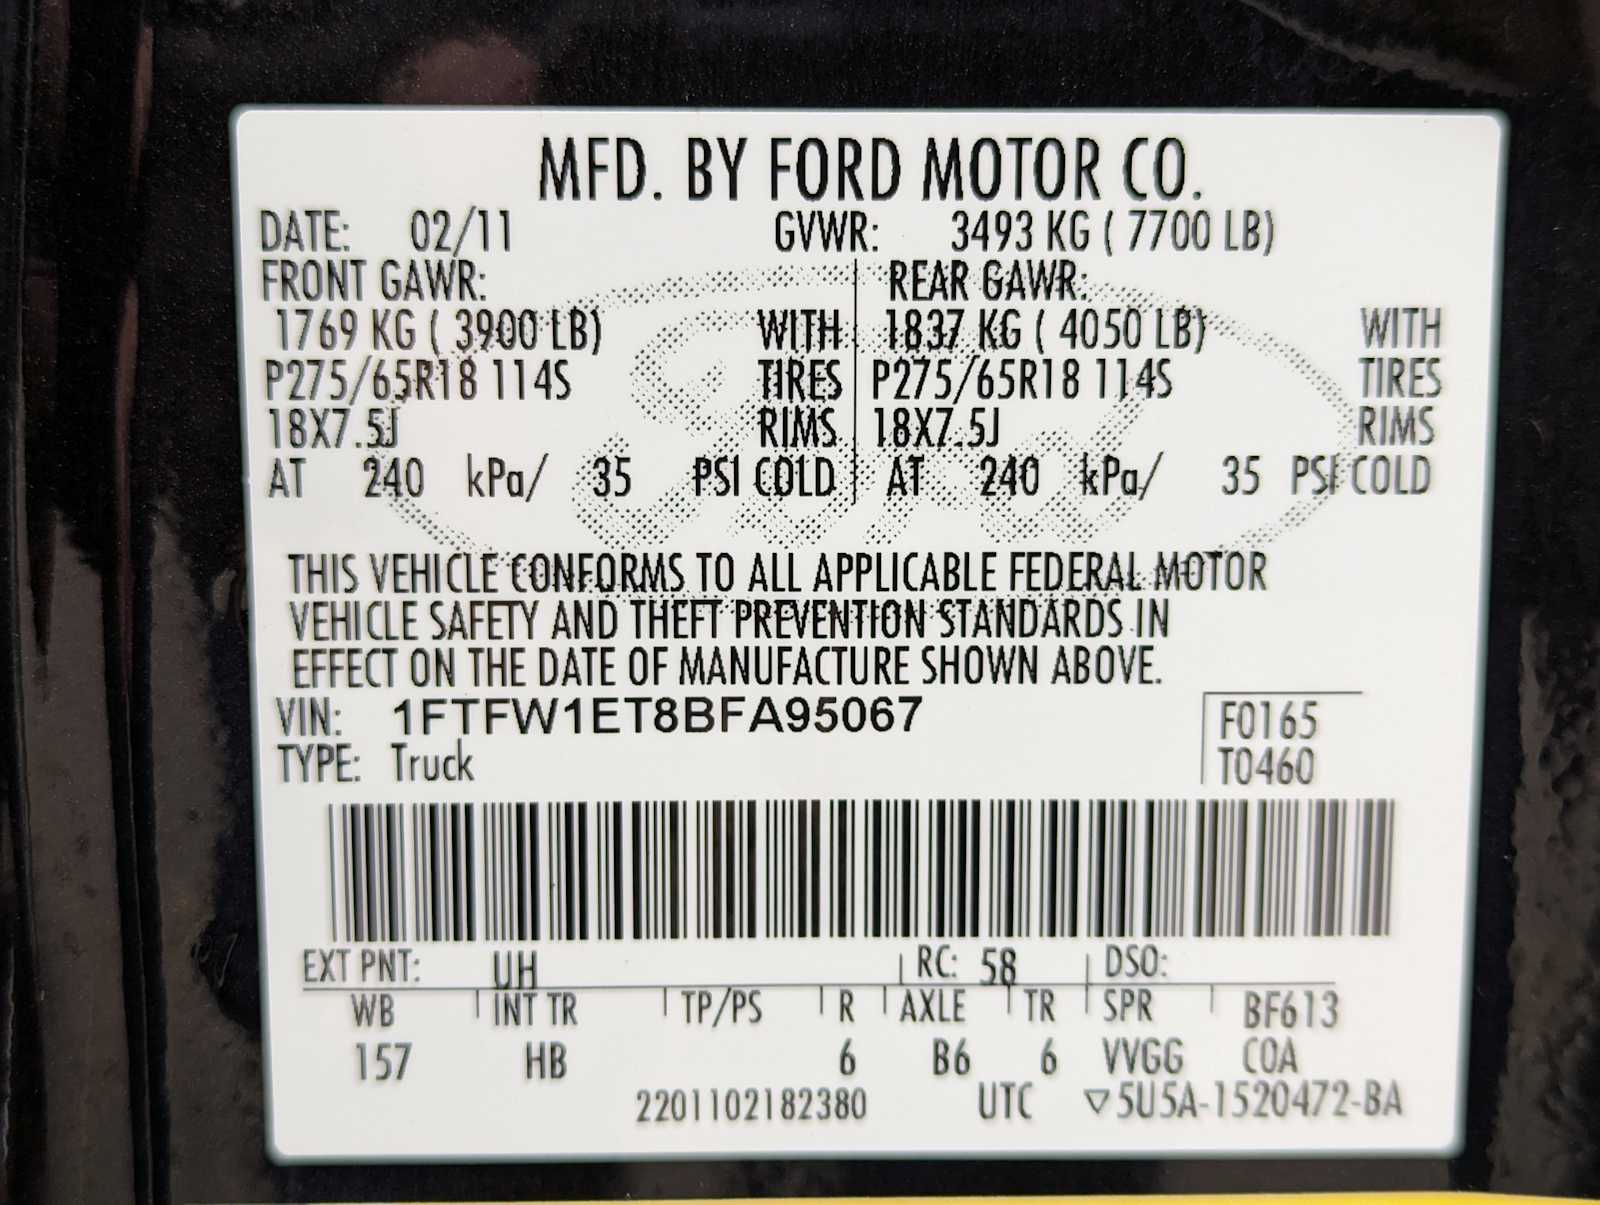 MFD. BY FORD MOTOR CO.
DATE: 02/11 GVWR: 3493 KG ( 7700 LB)
FRONT GAWR: REAR GAWR:
1769 KG ( 3900 LB) WITH 1837 KG ( 4050 LB) WITH
P275/65R18 114S TIRES P275/65R18 114S TIRES
18X7.5J RIMS 18X7.5J RIMS
AT 240 kPa/ 35 PSI COLD AT 240 kPa/ 35 PSI COLD
Ford
THIS VEHICLE CONFORMS TO ALL APPLICABLE FEDERAL MOTOR
VEHICLE SAFETY AND THEFT PREVENTION STANDARDS IN
EFFECT ON THE DATE OF MANUFACTURE SHOWN ABOVE.
VIN: 1FTFW1ET8BFA95067 F0165
TYPE: Truck T0460
EXT PNT: UH RC: 58 DSO:
WB INT TR TP/PS R AXLE TR SPR BF613
157 HB 6 B6 6 VVGG COA
2201102182380 UTC ▽5U5A-1520472-BA